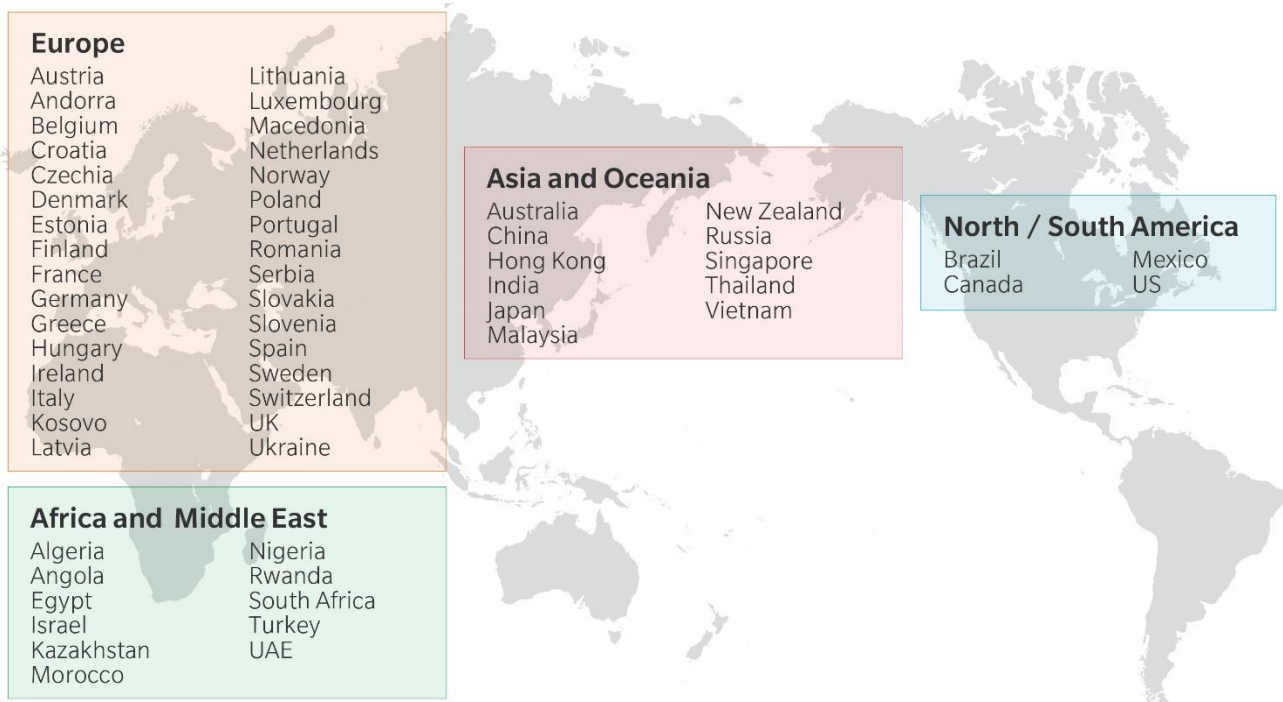 Europe
Austria
Andorra
Belgium
Croatia
Czechia
Denmark
Estonia
Finland
France
Germany
Greece
Hungary
Ireland
Italy
Kosovo
Latvia
Lithuania
Luxembourg
Macedonia
Netherlands
Norway
Poland
Portugal
Romania
Serbia
Slovakia
Slovenia
Spain
Sweden
Switzerland
UK
Ukraine
Africa and Middle East
Algeria
Angola
Egypt
Israel
Kazakhstan
Morocco
Nigeria
Rwanda
South Africa
Turkey
UAE
Asia and Oceania
Australia
China
Hong Kong
India
Japan
Malaysia
New Zealand
Russia
Singapore
Thailand
Vietnam
North / South America
Brazil
Canada
Mexico
US